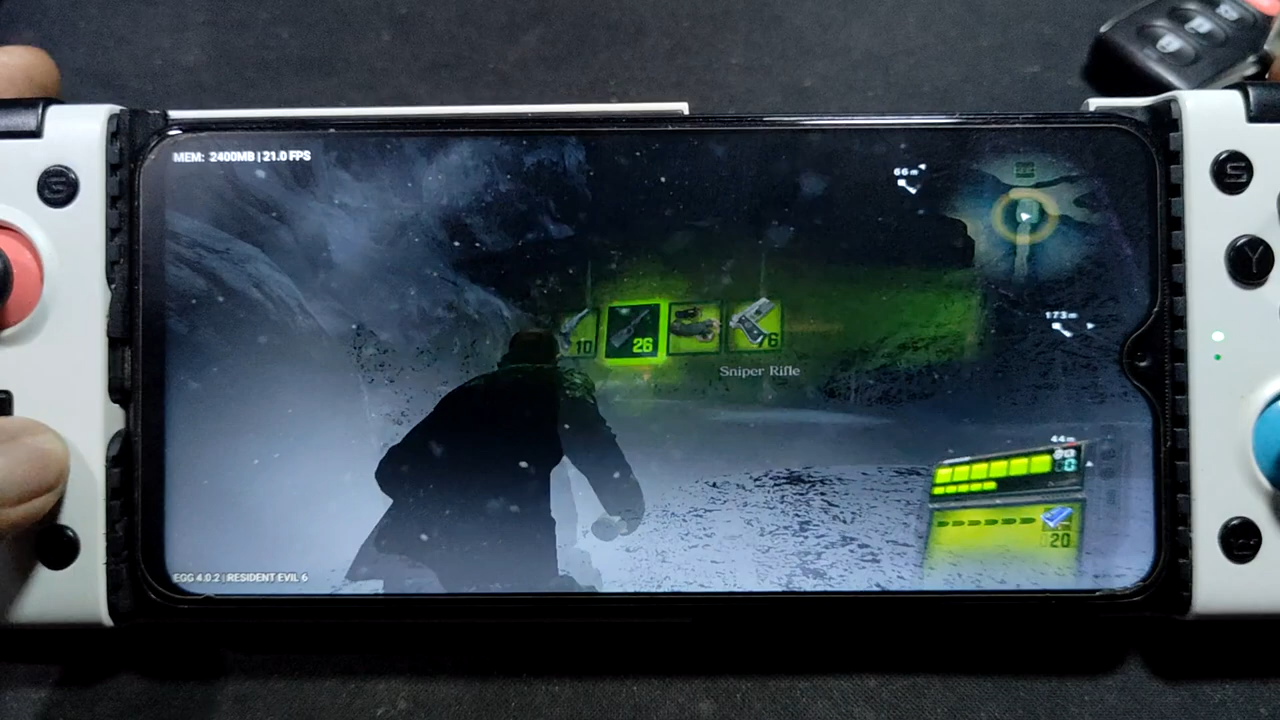 MEM: 2400MB | 21.0 FPS
66m
173m
10
26
76
Sniper Rifle
44m
20
EGG 4.0.2 | RESIDENT EVIL 6
S
Y